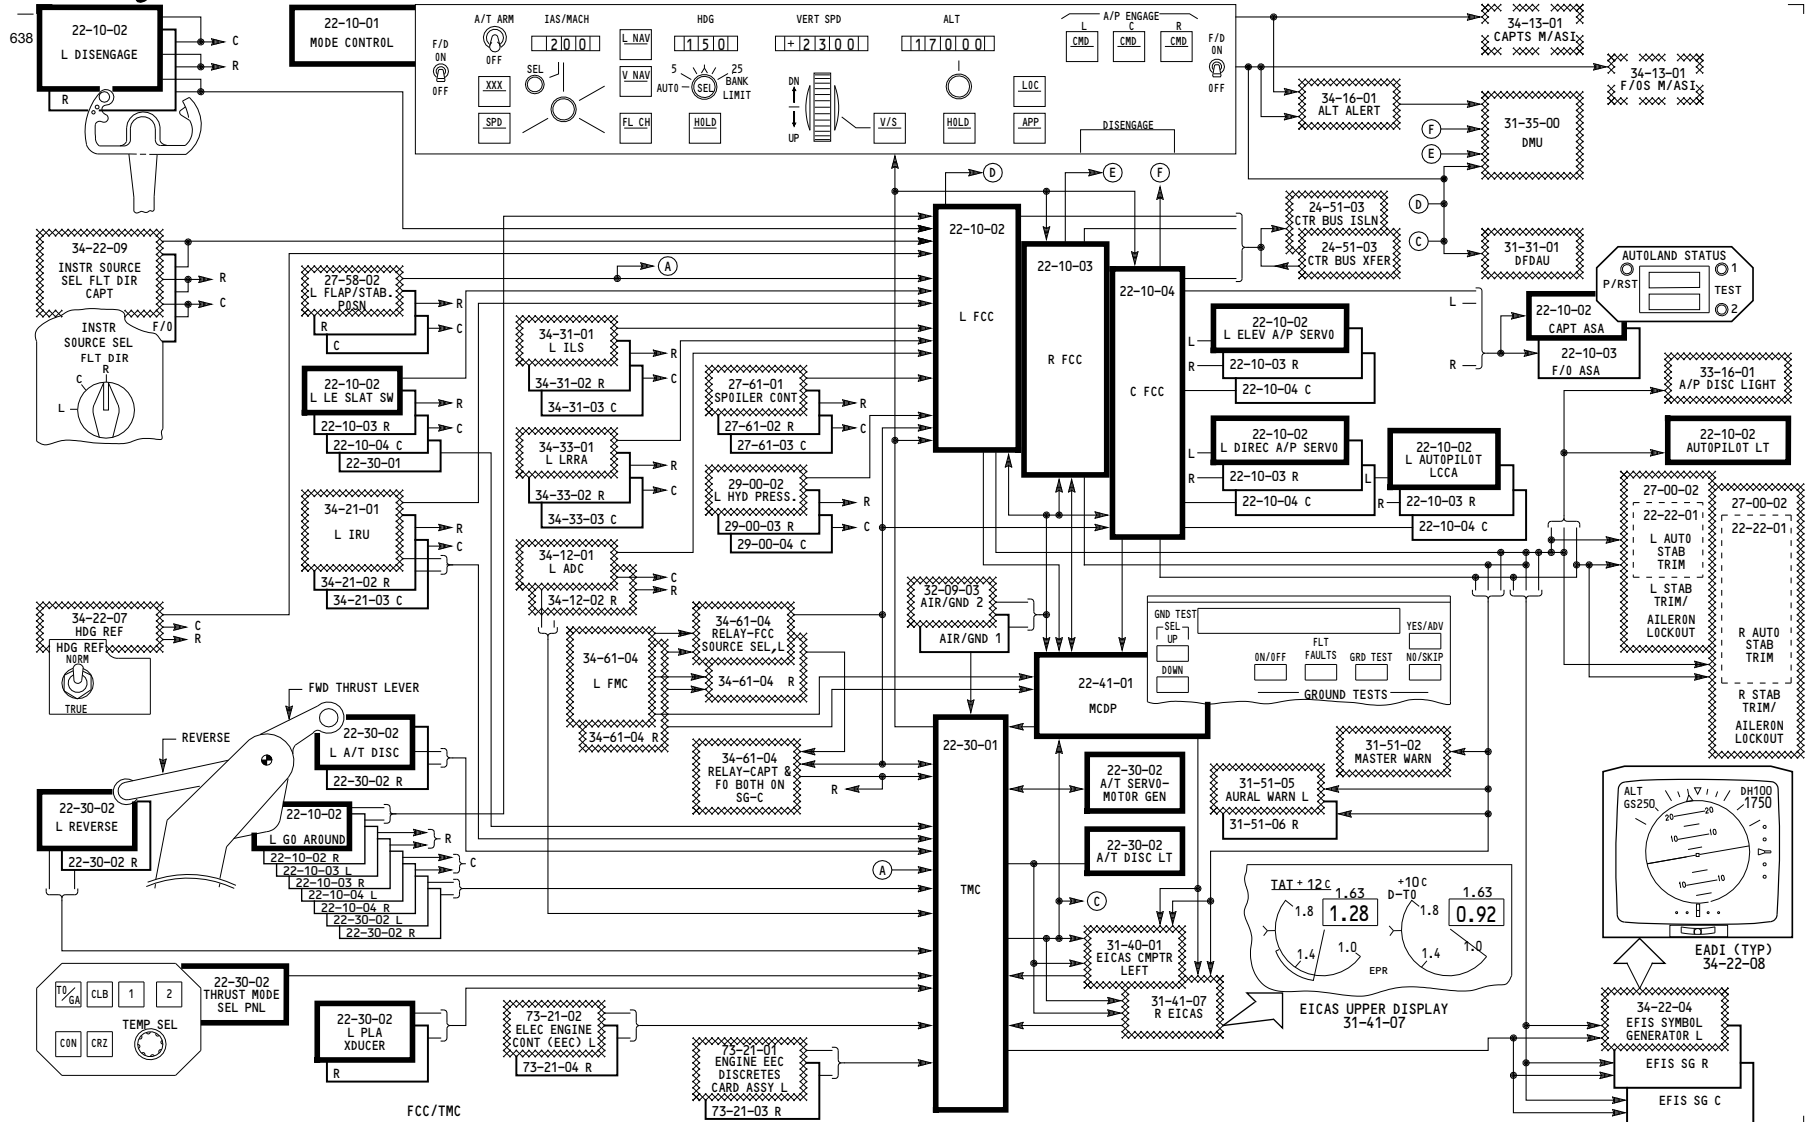 638
22-10-02
L DISENGAGE
R
C
R
22-10-01
MODE CONTROL
F/D
ON
OFF
A/T ARM
OFF
IAS/MACH
200
SEL
XXX
SPD
L NAV
V NAV
FL CH
HDG
150
5
25
AUTO
SEL
BANK
LIMIT
HOLD
VERT SPD
+2300
DN
UP
V/S
ALT
17000
HOLD
LOC
APP
A/P ENGAGE
L
C
R
CMD
CMD
CMD
DISENGAGE
F/D
ON
OFF
34-13-01
CAPTS M/ASI
34-13-01
F/OS M/ASI
34-16-01
ALT ALERT
31-35-00
DMU
F
E
D
C
31-31-01
DFDAU
D
E
F
24-51-03
CTR BUS ISLN
24-51-03
CTR BUS XFER
AUTOLAND STATUS
P/RST
1
TEST
2
22-10-02
CAPT ASA
22-10-03
F/O ASA
L
R
34-22-09
INSTR SOURCE
SEL FLT DIR
CAPT
F/O
R
C
INSTR
SOURCE SEL
FLT DIR
R
C
L
27-58-02
L FLAP/STAB.
POSN
R
C
R
C
A
22-10-02
L LE SLAT SW
22-10-03 R
22-10-04 C
22-30-01
R
C
34-21-01
L IRU
34-21-02 R
34-21-03 C
R
C
34-31-01
L ILS
34-31-02 R
34-31-03 C
R
C
34-33-01
L LRRA
34-33-02 R
34-33-03 C
R
C
34-12-01
L ADC
34-12-02 R
C
R
27-61-01
SPOILER CONT
27-61-02 R
27-61-03 C
R
C
29-00-02
L HYD PRESS.
29-00-03 R
29-00-04 C
R
C
22-10-02
L FCC
22-10-03
R FCC
22-10-04
C FCC
22-10-02
L ELEV A/P SERVO
22-10-03 R
22-10-04 C
L
R
22-10-02
L DIREC A/P SERVO
22-10-03 R
22-10-04 C
L
R
22-10-02
L AUTOPILOT
LCCA
22-10-03 R
22-10-04 C
L
R
33-16-01
A/P DISC LIGHT
22-10-02
AUTOPILOT LT
27-00-02
22-22-01
L AUTO
STAB
TRIM
L STAB
TRIM/
AILERON
LOCKOUT
27-00-02
22-22-01
R AUTO
STAB
TRIM
R STAB
TRIM/
AILERON
LOCKOUT
34-22-07
HDG REF
C
R
HDG REF
NORM
TRUE
34-61-04
L FMC
34-61-04 R
34-61-04
RELAY-FCC
SOURCE SEL,L
34-61-04 R
34-61-04
RELAY-CAPT &
FO BOTH ON
SG-C
R
32-09-03
AIR/GND 2
AIR/GND 1
22-41-01
MCDP
GND TEST
SEL
UP
DOWN
ON/OFF
FLT
FAULTS
GRD TEST
YES/ADV
NO/SKIP
GROUND TESTS
FWD THRUST LEVER
REVERSE
22-30-02
L A/T DISC
22-30-02 R
22-30-02
L REVERSE
22-30-02 R
22-10-02
L GO AROUND
22-10-02 R
22-10-03 L
22-10-03 R
22-10-04 L
22-10-04 R
22-30-02 L
22-30-02 R
R
C
22-30-01
TMC
A
22-30-02
A/T SERVO-
MOTOR GEN
22-30-02
A/T DISC LT
C
31-51-02
MASTER WARN
31-51-05
AURAL WARN L
31-51-06 R
31-40-01
EICAS CMPTR
LEFT
31-41-07
R EICAS
TAT + 12 C
1.63
1.28
1.8
1.4
1.0
+10 C
D-TO
1.63
0.92
1.8
1.4
1.0
EPR
EICAS UPPER DISPLAY
31-41-07
ALT
GS250
DH100
1750
20
20
10
10
10
10
EADI (TYP)
34-22-08
34-22-04
EFIS SYMBOL
GENERATOR L
EFIS SG R
EFIS SG C
TO/GA
CLB
1
2
CON
CRZ
TEMP SEL
22-30-02
THRUST MODE
SEL PNL
22-30-02
L PLA
XDUCER
R
73-21-02
ELEC ENGINE
CONT (EEC) L
73-21-04 R
73-21-01
ENGINE EEC
DISCRETES
CARD ASSY L
73-21-03 R
FCC/TMC